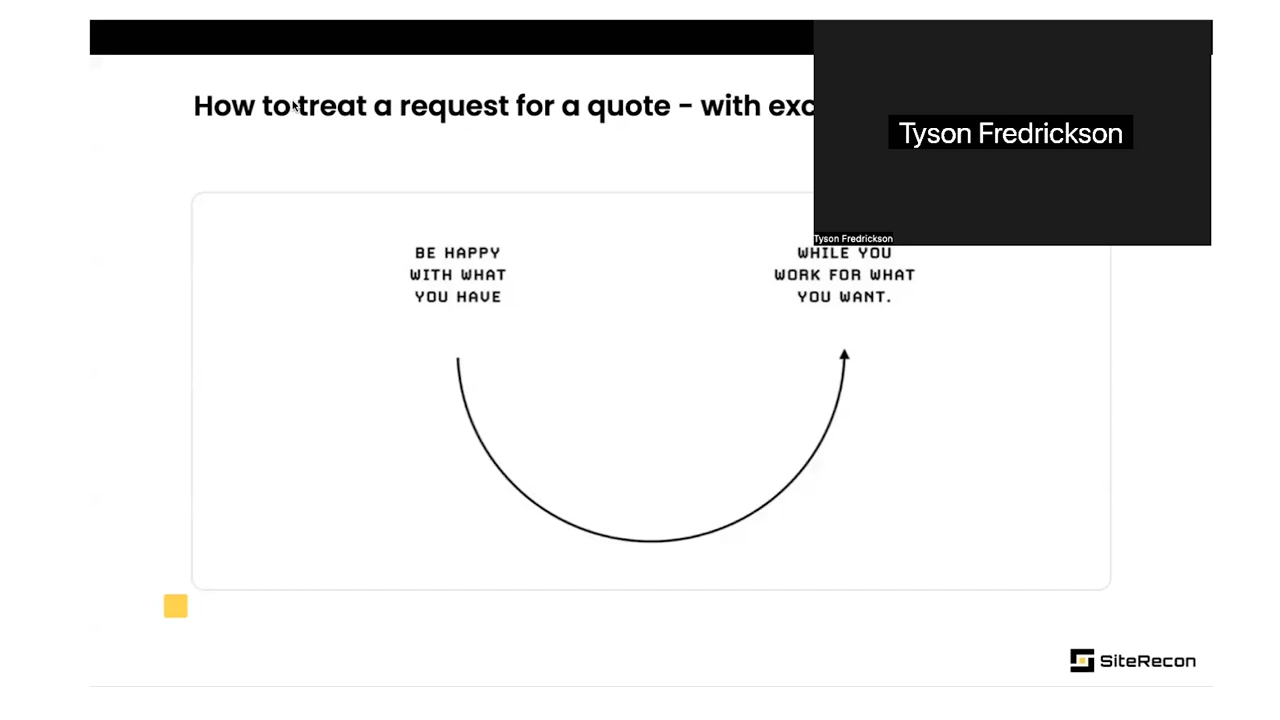 How to treat a request for a quote - with
Tyson Fredrickson
Tyson Fredrickson
BE HAPPY
WITH WHAT
YOU HAVE
WHILE YOU
WORK FOR WHAT
YOU WANT.
SiteRecon